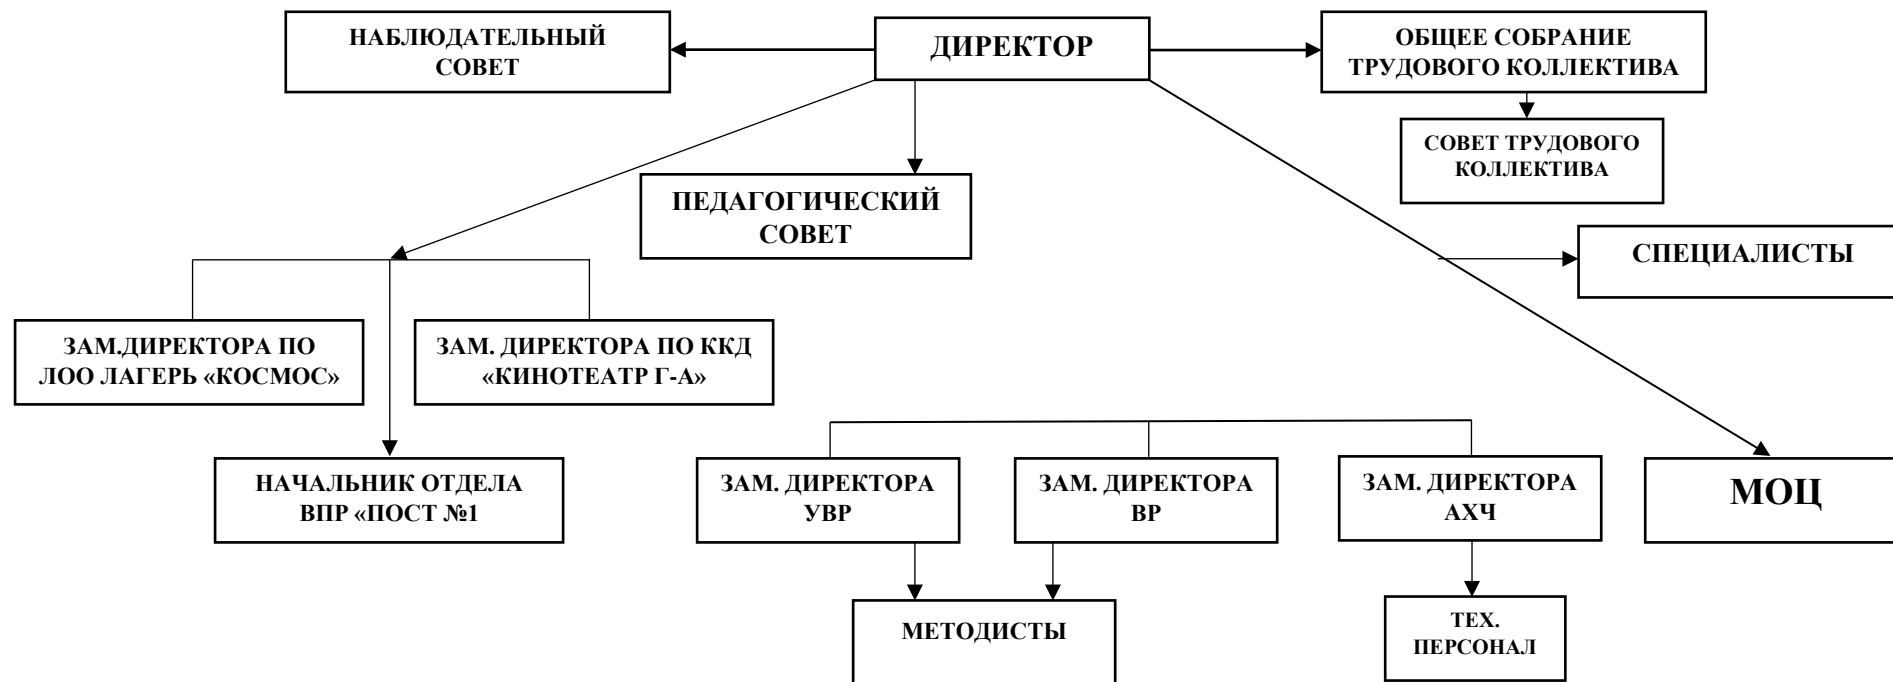 НАБЛЮДАТЕЛЬНЫЙ
СОВЕТ
ДИРЕКТОР
ОБЩЕЕ СОБРАНИЕ
ТРУДОВОГО КОЛЛЕКТИВА
СОВЕТ ТРУДОВОГО
КОЛЛЕКТИВА
ПЕДАГОГИЧЕСКИЙ
СОВЕТ
СПЕЦИАЛИСТЫ
ЗАМ.ДИРЕКТОРА ПО
ЛОО ЛАГЕРЬ «КОСМОС»
ЗАМ. ДИРЕКТОРА ПО ККД
«КИНОТЕАТР Г-А»
НАЧАЛЬНИК ОТДЕЛА
ВПР «ПОСТ №1
ЗАМ. ДИРЕКТОРА
УВР
ЗАМ. ДИРЕКТОРА
ВР
ЗАМ. ДИРЕКТОРА
АХЧ
МОЦ
МЕТОДИСТЫ
ТЕХ.
ПЕРСОНАЛ